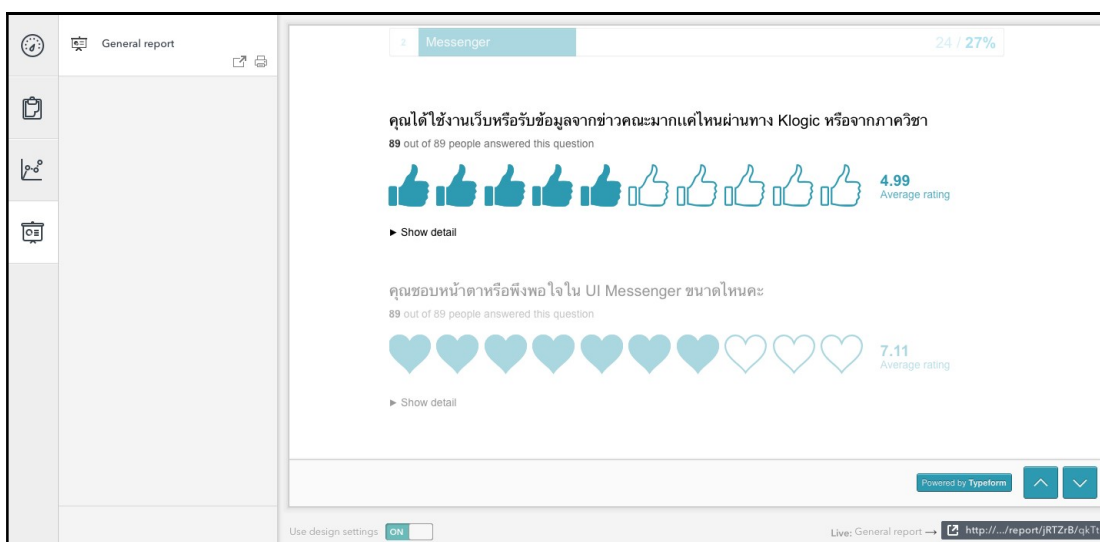 General report
2 Messenger 24 / 27%
คุณได้ใช้งานเว็บหรือรับข้อมูลจากข่าวคณะมากแค่ไหนผ่านทาง Klogic หรือจากภาควิชา
89 out of 89 people answered this question
4.99
Average rating
► Show detail
คุณชอบหน้าตาหรือพึงพอใจใน UI Messenger ขนาดไหนคะ
89 out of 89 people answered this question
7.11
Average rating
► Show detail
Powered by Typeform
Use design settings ON
Live: General report → http://.../report/jRTZrB/qkTt